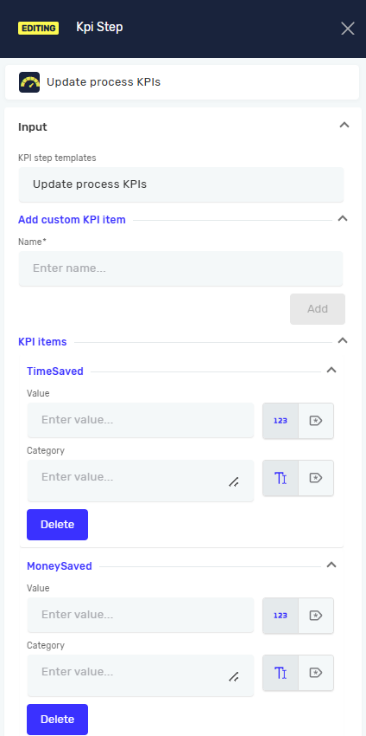 EDITING
Kpi Step
Update process KPIs
Input
KPI step templates
Update process KPIs
Add custom KPI item
Name*
Enter name...
Add
KPI items
TimeSaved
Value
Enter value...
123
Category
Enter value...
TI
Delete
MoneySaved
Value
Enter value...
123
Category
Enter value...
TI
Delete